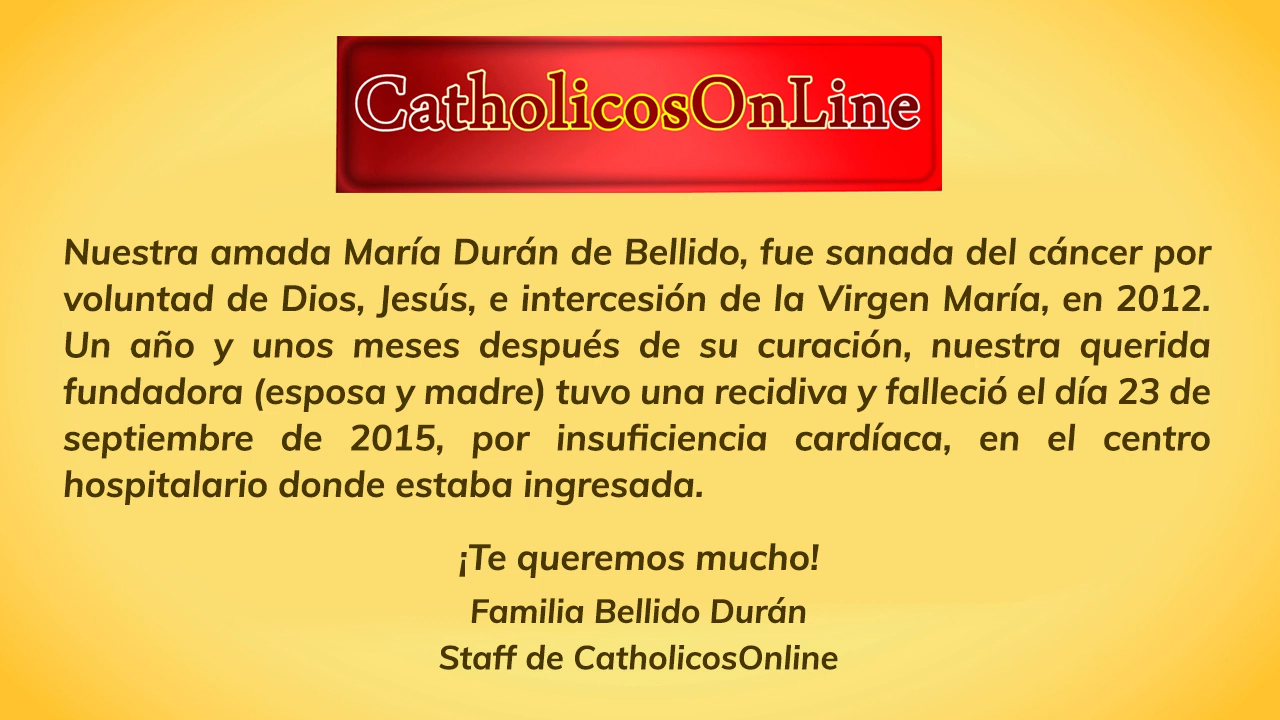 CatholicosOnLine
Nuestra amada María Durán de Bellido, fue sanada del cáncer por
voluntad de Dios, Jesús, e intercesión de la Virgen María, en 2012.
Un año y unos meses después de su curación, nuestra querida
fundadora (esposa y madre) tuvo una recidiva y falleció el día 23 de
septiembre de 2015, por insuficiencia cardíaca, en el centro
hospitalario donde estaba ingresada.
¡Te queremos mucho!
Familia Bellido Durán
Staff de CatholicosOnline